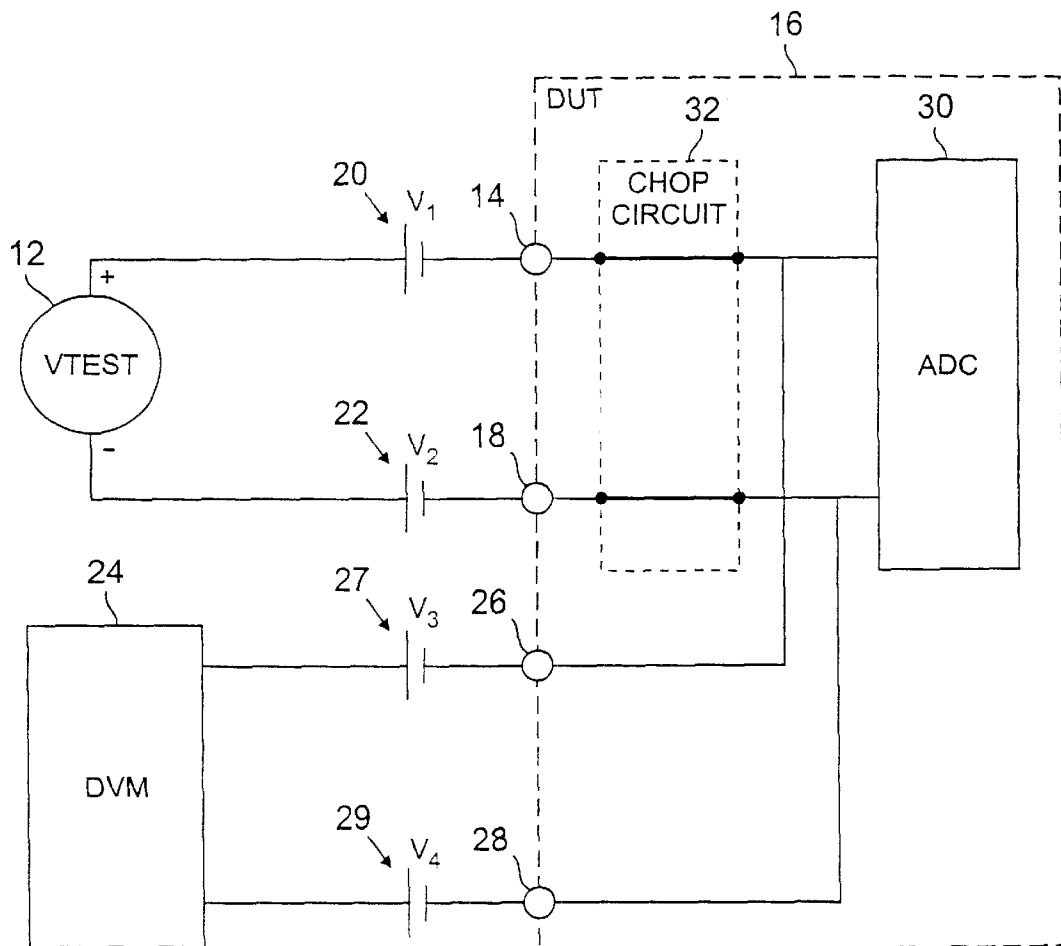 16
DUT
32
30
CHOP
CIRCUIT
20
V₁
14
12
+
VTEST
-
ADC
22
V₂
18
24
27
V₃
26
DVM
29
V₄
28